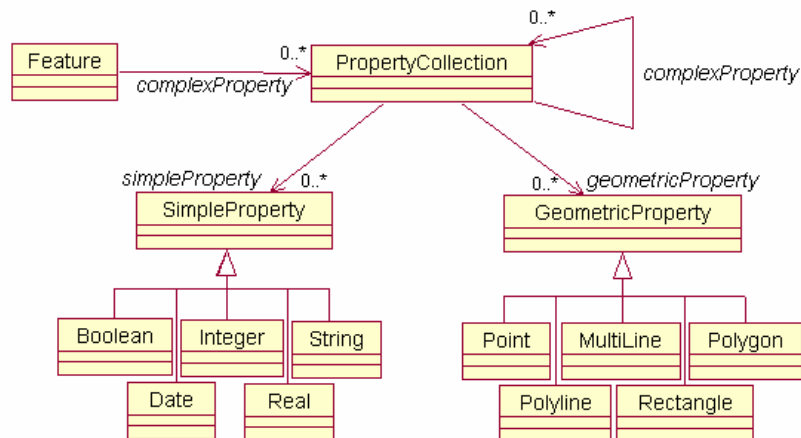 0..*
Feature
0..*
PropertyCollection
complexProperty
complexProperty
simpleProperty
0..*
0..*
geometricProperty
SimpleProperty
GeometricProperty
Boolean
Integer
String
Point
MultiLine
Polygon
Date
Real
Polyline
Rectangle